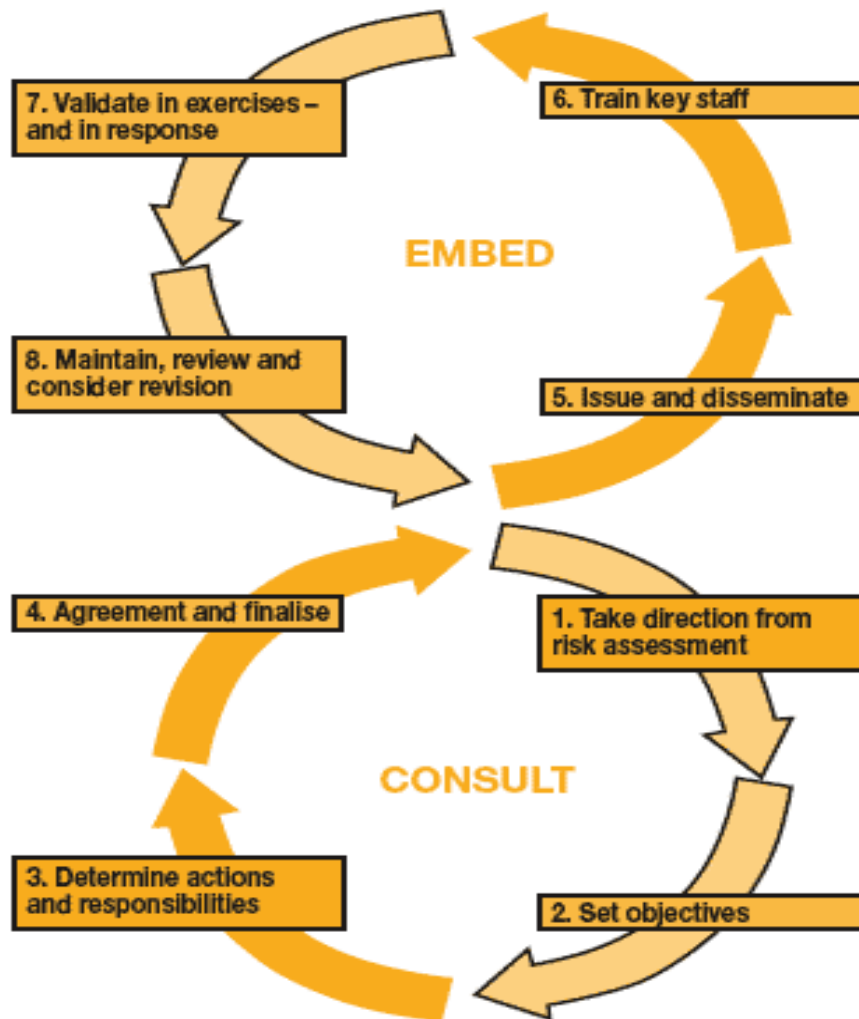 7. Validate in exercises –
and in response
6. Train key staff
EMBED
8. Maintain, review and
consider revision
5. Issue and disseminate
4. Agreement and finalise
1. Take direction from
risk assessment
CONSULT
3. Determine actions
and responsibilities
2. Set objectives